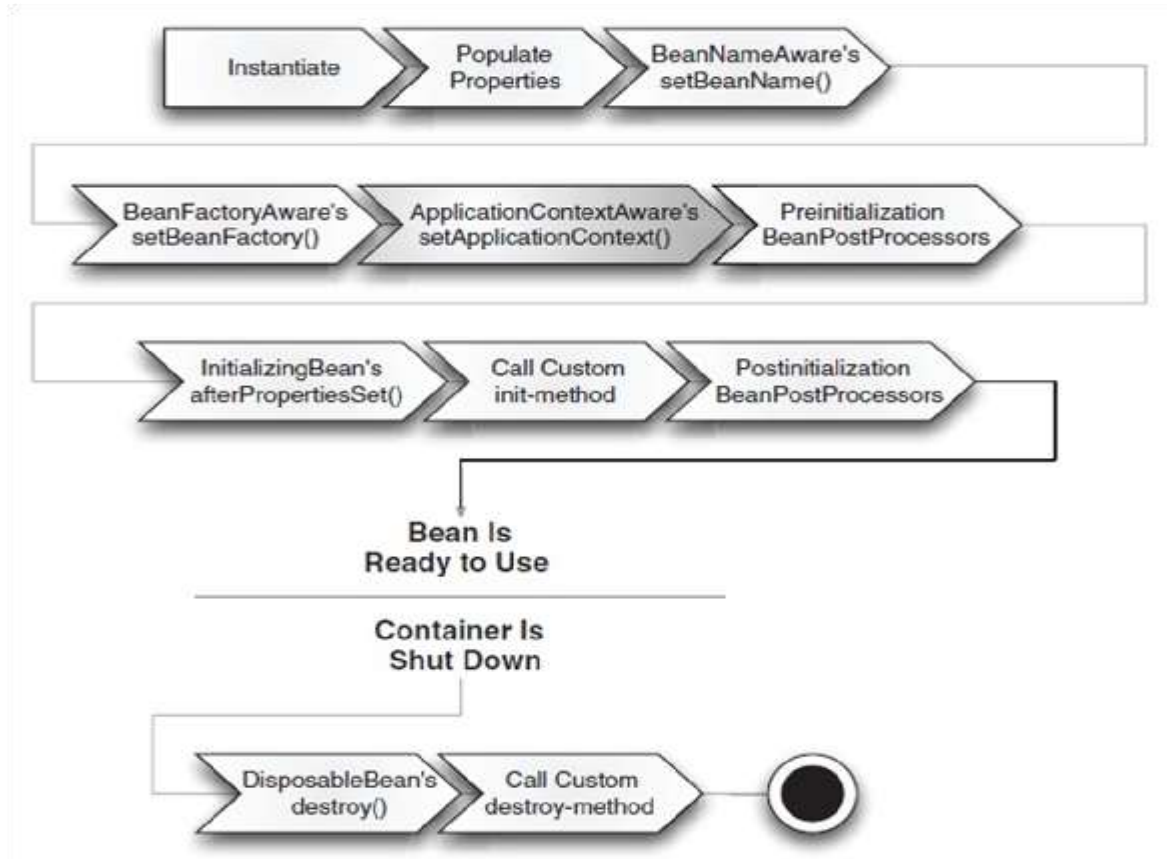 Instantiate
Populate
Properties
BeanNameAware's
setBeanName()
BeanFactoryAware's
setBeanFactory()
ApplicationContextAware's
setApplicationContext()
Preinitialization
BeanPostProcessors
InitializingBean's
afterPropertiesSet()
Call Custom
init-method
Postinitialization
BeanPostProcessors
Bean Is
Ready to Use
Container Is
Shut Down
DisposableBean's
destroy()
Call Custom
destroy-method